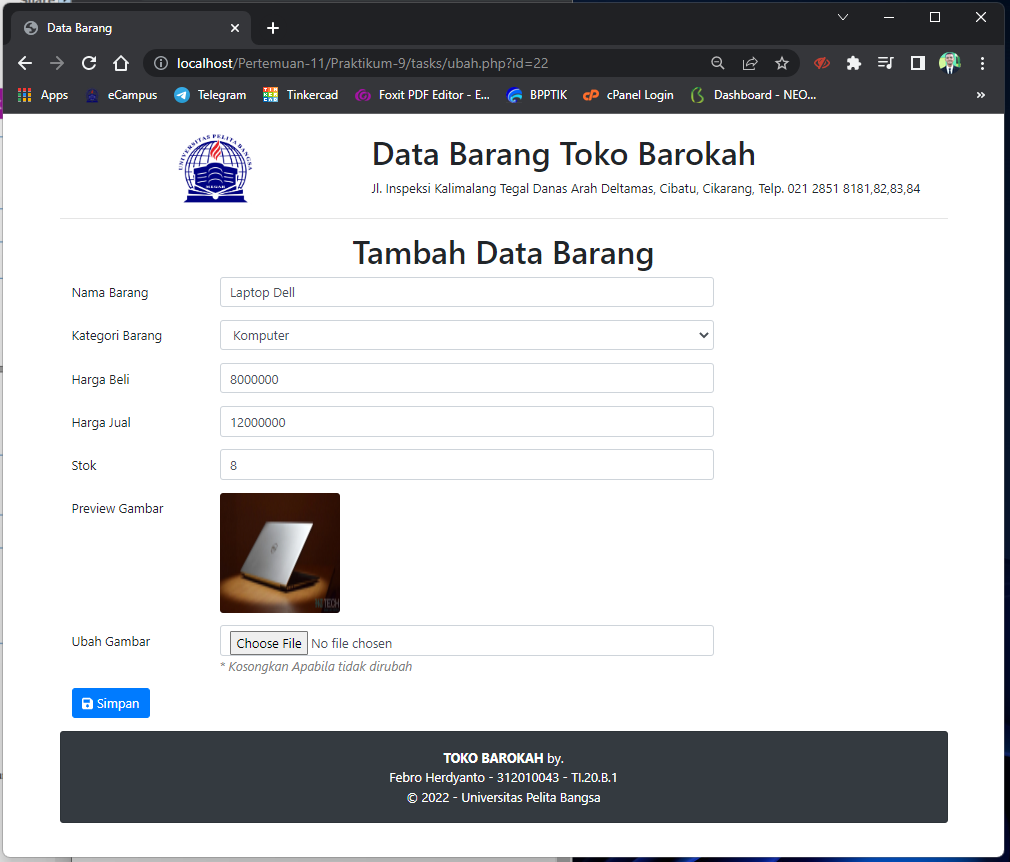 Data Barang
localhost/Pertemuan-11/Praktikum-9/tasks/ubah.php?id=22
Apps eCampus Telegram Tinkercad Foxit PDF Editor - E... BPPTIK cPanel Login Dashboard - NEO... »
UNIVERSITAS PELITA BANGSA
Data Barang Toko Barokah
Jl. Inspeksi Kalimalang Tegal Danas Arah Deltamas, Cibatu, Cikarang, Telp. 021 2851 8181,82,83,84
Tambah Data Barang
Nama Barang Laptop Dell
Kategori Barang Komputer
Harga Beli 8000000
Harga Jual 12000000
Stok 8
Preview Gambar
Ubah Gambar Choose File No file chosen
* Kosongkan Apabila tidak dirubah
Simpan
TOKO BAROKAH by.
Febro Herdyanto - 312010043 - TI.20.B.1
© 2022 - Universitas Pelita Bangsa